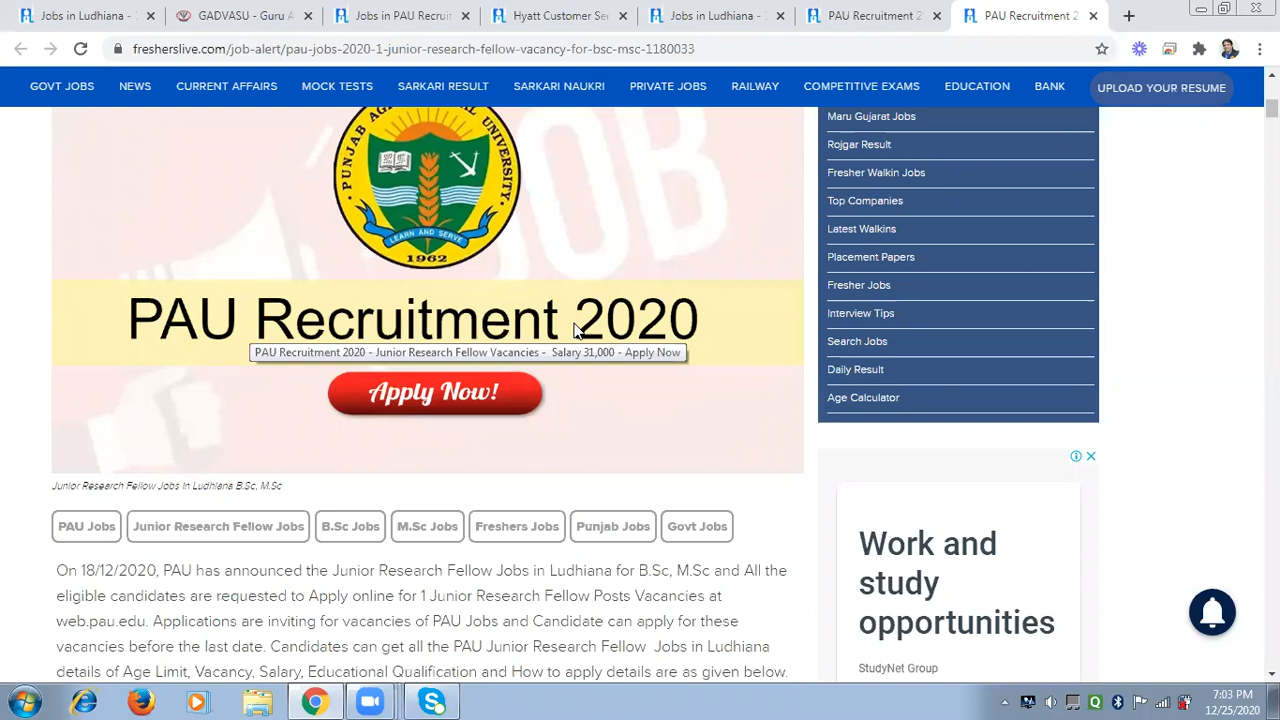 Jobs in Ludhiana -
GADVASU - Guru A
Jobs in PAU Recruit
Hyatt Customer Ser
Jobs in Ludhiana -
PAU Recruitment 2
PAU Recruitment 2
fresherslive.com/job-alert/pau-jobs-2020-1-junior-research-fellow-vacancy-for-bsc-msc-1180033
GOVT JOBS NEWS CURRENT AFFAIRS MOCK TESTS SARKARI RESULT SARKARI NAUKRI PRIVATE JOBS RAILWAY COMPETITIVE EXAMS EDUCATION BANK UPLOAD YOUR RESUME
JOB
PUNJAB AG UNIVERSITY
LEARN AND SERVE
1962
PAU Recruitment 2020
PAU Recruitment 2020 - Junior Research Fellow Vacancies - Salary 31,000 - Apply Now
Apply Now!
Junior Research Fellow Jobs In Ludhiana B.Sc, M.Sc
PAU Jobs
Junior Research Fellow Jobs
B.Sc Jobs
M.Sc Jobs
Freshers Jobs
Punjab Jobs
Govt Jobs
On 18/12/2020, PAU has announced the Junior Research Fellow Jobs in Ludhiana for B.Sc, M.Sc and All the
eligible candidates are requested to Apply online for 1 Junior Research Fellow Posts Vacancies at
web.pau.edu. Applications are inviting for vacancies of PAU Jobs and Candidate can apply for these
vacancies before the last date. Candidates can get all the PAU Junior Research Fellow Jobs in Ludhiana
details of Age Limit, Vacancy, Salary, Educational Qualification and How to apply details are as given below.
Maru Gujarat Jobs
Rojgar Result
Fresher Walkin Jobs
Top Companies
Latest Walkins
Placement Papers
Fresher Jobs
Interview Tips
Search Jobs
Daily Result
Age Calculator
Work and
study
opportunities
StudyNet Group
7:03 PM
12/25/2020